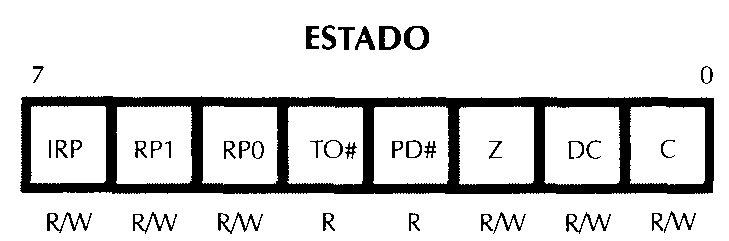 ESTADO
7 0
IRP RP1 RP0 TO# PD# Z DC C
R/W R/W R/W R R R/W R/W R/W